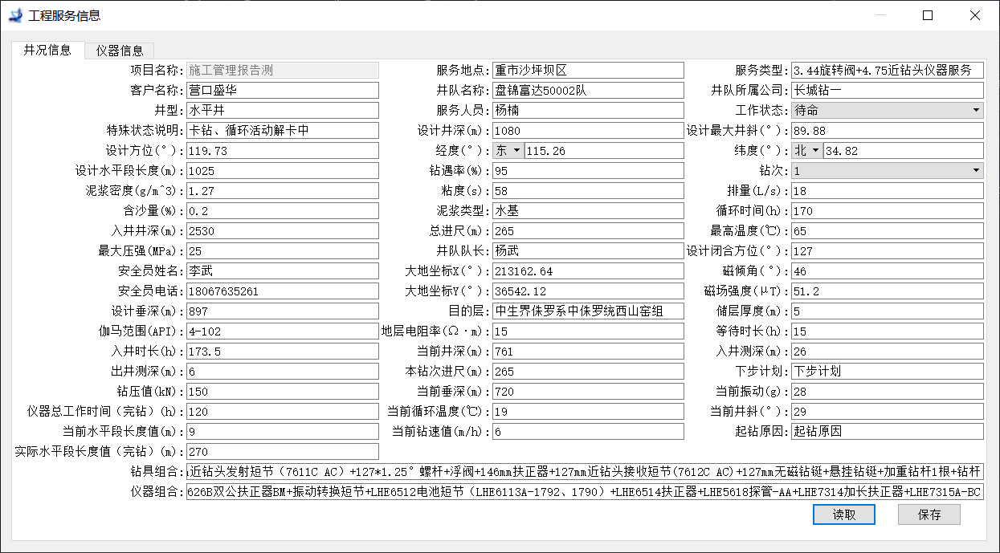 工程服务信息
井况信息 仪器信息
项目名称: 施工管理报告测 服务地点: 重市沙坪坝区 服务类型: 3.44旋转阀+4.75近钻头仪器服务
客户名称: 营口盛华 井队名称: 盘锦富达50002队 井队所属公司: 长城钻一
井型: 水平井 服务人员: 杨楠 工作状态: 待命
特殊状态说明: 卡钻、循环活动解卡中 设计井深(m): 1080 设计最大井斜(°): 89.88
设计方位(°): 119.73 经度(°): 东 115.26 纬度(°): 北 34.82
设计水平段长度(m): 1025 钻遇率(%): 95 钻次: 1
泥浆密度(g/m^3): 1.27 粘度(s): 58 排量(L/s): 18
含沙量(%): 0.2 泥浆类型: 水基 循环时间(h): 170
入井井深(m): 2530 总进尺(m): 265 最高温度(℃): 65
最大压强(MPa): 25 井队队长: 杨武 设计闭合方位(°): 127
安全员姓名: 李武 大地坐标X(°): 213162.64 磁倾角(°): 46
安全员电话: 18067635261 大地坐标Y(°): 36542.12 磁场强度(μT): 51.2
设计垂深(m): 897 目的层: 中生界侏罗系中侏罗统西山窑组 储层厚度(m): 5
伽马范围(API): 4-102 地层电阻率(Ω·m): 15 等待时长(h): 15
入井时长(h): 173.5 当前井深(m): 761 入井测深(m): 26
出井测深(m): 6 本钻次进尺(m): 265 下步计划: 下步计划
钻压值(kN): 150 当前垂深(m): 720 当前振动(g): 28
仪器总工作时间（完钻）(h): 120 当前循环温度(℃): 19 当前井斜(°): 29
当前水平段长度值(m): 9 当前钻速值(m/h): 6 起钻原因: 起钻原因
实际水平段长度值（完钻）(m): 270
钻具组合: 近钻头发射短节（7611C AC）+127*1.25°螺杆+浮阀+146mm扶正器+127mm近钻头接收短节(7612C AC)+127mm无磁钻铤+悬挂钻铤+加重钻杆1根+钻杆
仪器组合: 626B双公扶正器BM+振动转换短节+LHE6512电池短节（LHE6113A-1792、1790）+LHE6514扶正器+LHE5618探管-AA+LHE7314加长扶正器+LHE7315A-BC
读取 保存